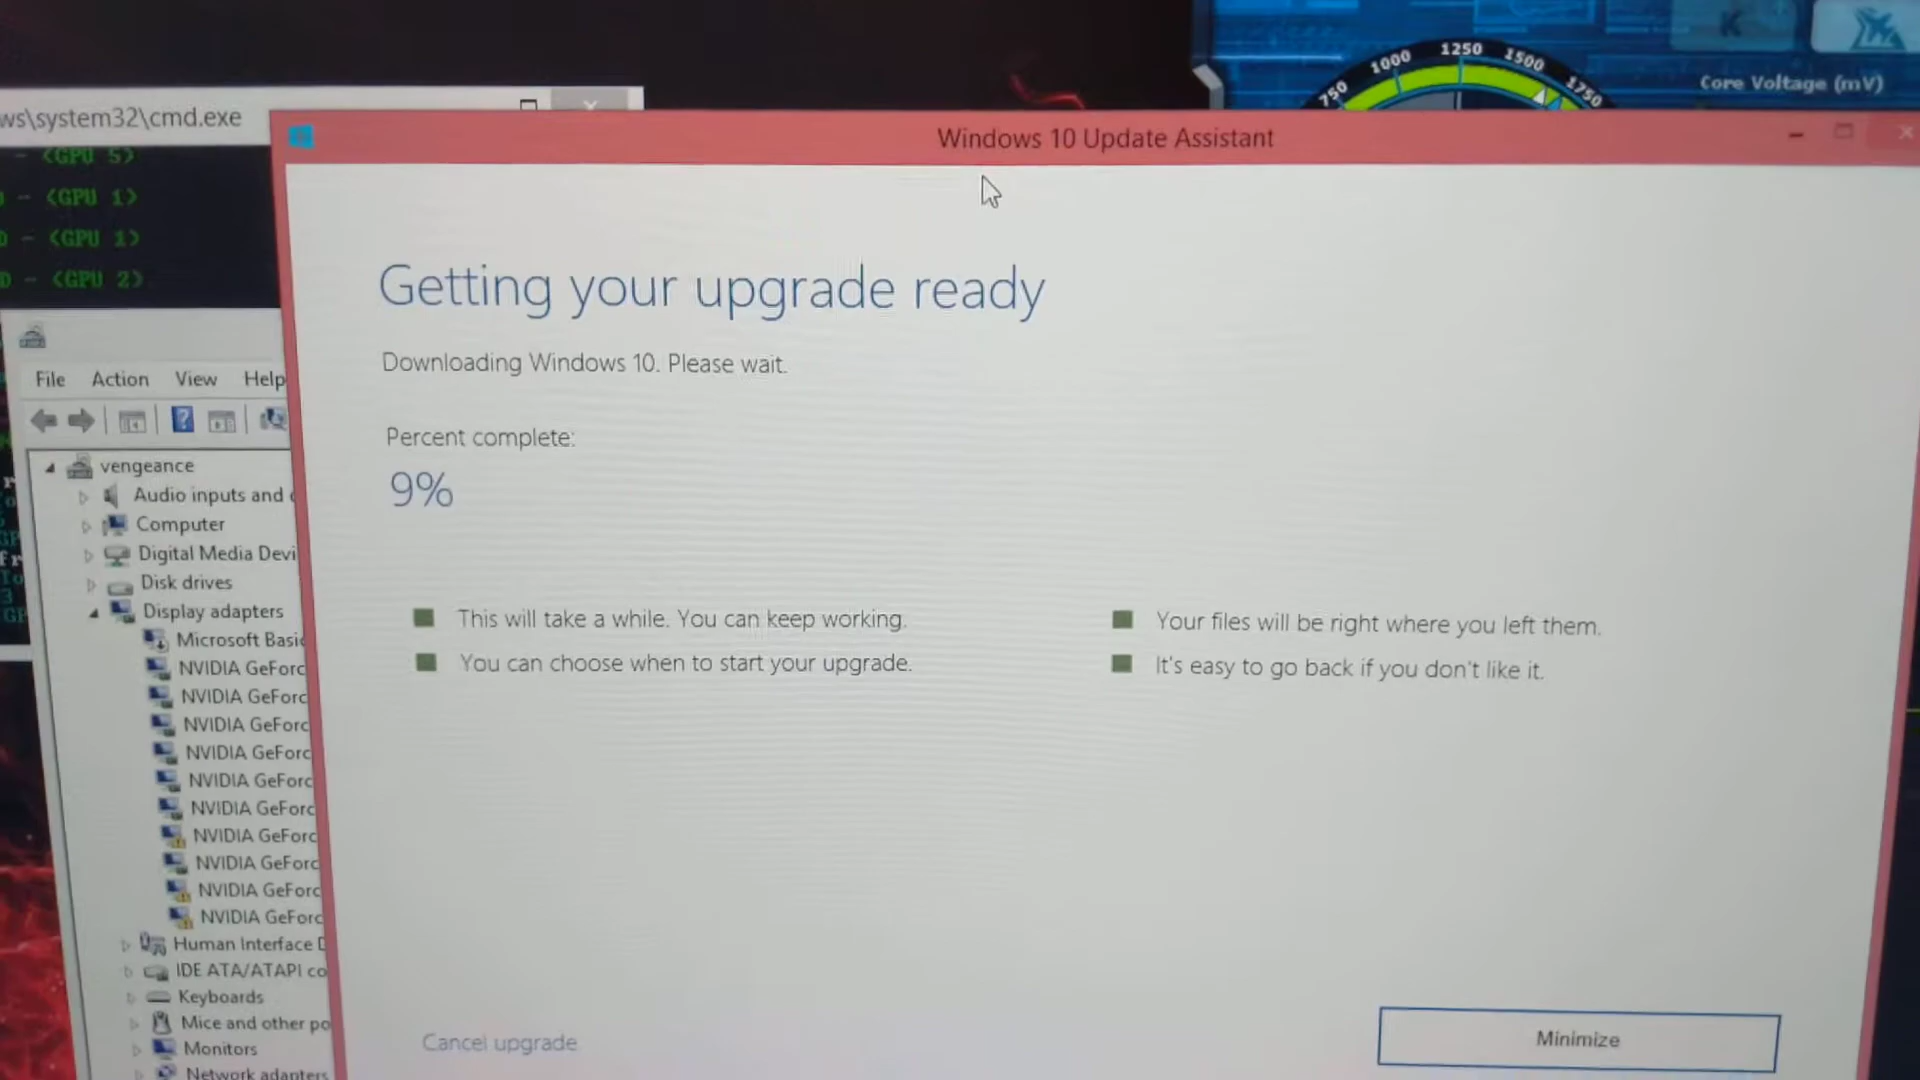 750
1000
1250
1500
1750
K
Core Voltage (mV)
ws\system32\cmd.exe
- <GPU 5>
- <GPU 1>
D - <GPU 1>
D - <GPU 2>
Windows 10 Update Assistant
Getting your upgrade ready
Downloading Windows 10. Please wait.
Percent complete:
9%
This will take a while. You can keep working.
You can choose when to start your upgrade.
Your files will be right where you left them.
It's easy to go back if you don't like it.
Cancel upgrade
Minimize
File Action View Help
vengeance
Audio inputs and
Computer
Digital Media Devi
Disk drives
Display adapters
Microsoft Basic
NVIDIA GeForc
NVIDIA GeForc
NVIDIA GeForc
NVIDIA GeForc
NVIDIA GeForc
NVIDIA GeForc
NVIDIA GeForc
NVIDIA GeForc
NVIDIA GeForc
NVIDIA GeForc
Human Interface D
IDE ATA/ATAPI co
Keyboards
Mice and other po
Monitors
Network adapters